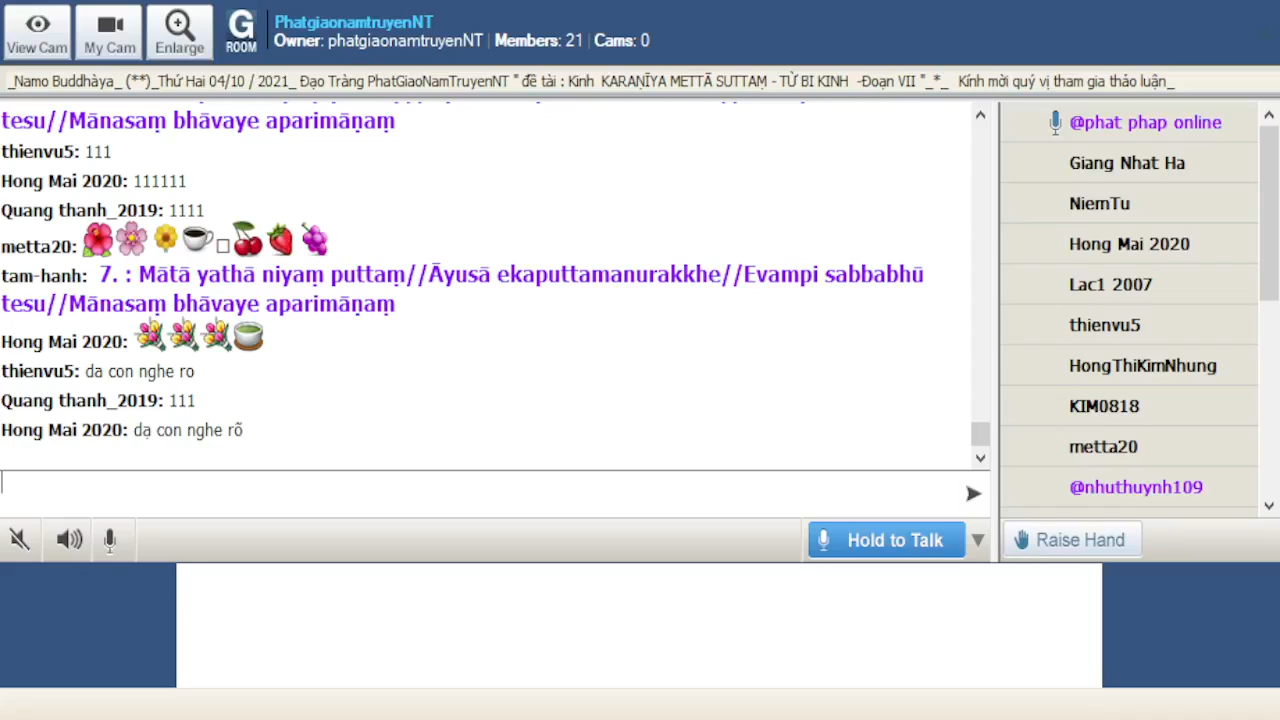 View Cam
My Cam
Enlarge
G
ROOM
PhatgiaonamtruyenNT
Owner: phatgiaonamtruyenNT | Members: 21 | Cams: 0
_Namo Buddhàya_ (**)_Thứ Hai 04/10 / 2021_ Đạo Tràng PhatGiaoNamTruyenNT " đề tài : Kinh KARAṆĪYA METTĀ SUTTAṂ - TỪ BI KINH -Đoạn VII "_*_ Kính mời quý vị tham gia thảo luận_
tesu//Mānasaṃ bhāvaye aparimāṇaṃ
thienvu5: 111
Hong Mai 2020: 111111
Quang thanh_2019: 1111
metta20:
tam-hanh: 7. : Mātā yathā niyaṃ puttaṃ//Āyusā ekaputtamanurakkhe//Evampi sabbabhū
tesu//Mānasaṃ bhāvaye aparimāṇaṃ
Hong Mai 2020:
thienvu5: da con nghe ro
Quang thanh_2019: 111
Hong Mai 2020: dạ con nghe rõ
@phat phap online
Giang Nhat Ha
NiemTu
Hong Mai 2020
Lac1 2007
thienvu5
HongThiKimNhung
KIM0818
metta20
@nhuthuynh109
Hold to Talk
Raise Hand